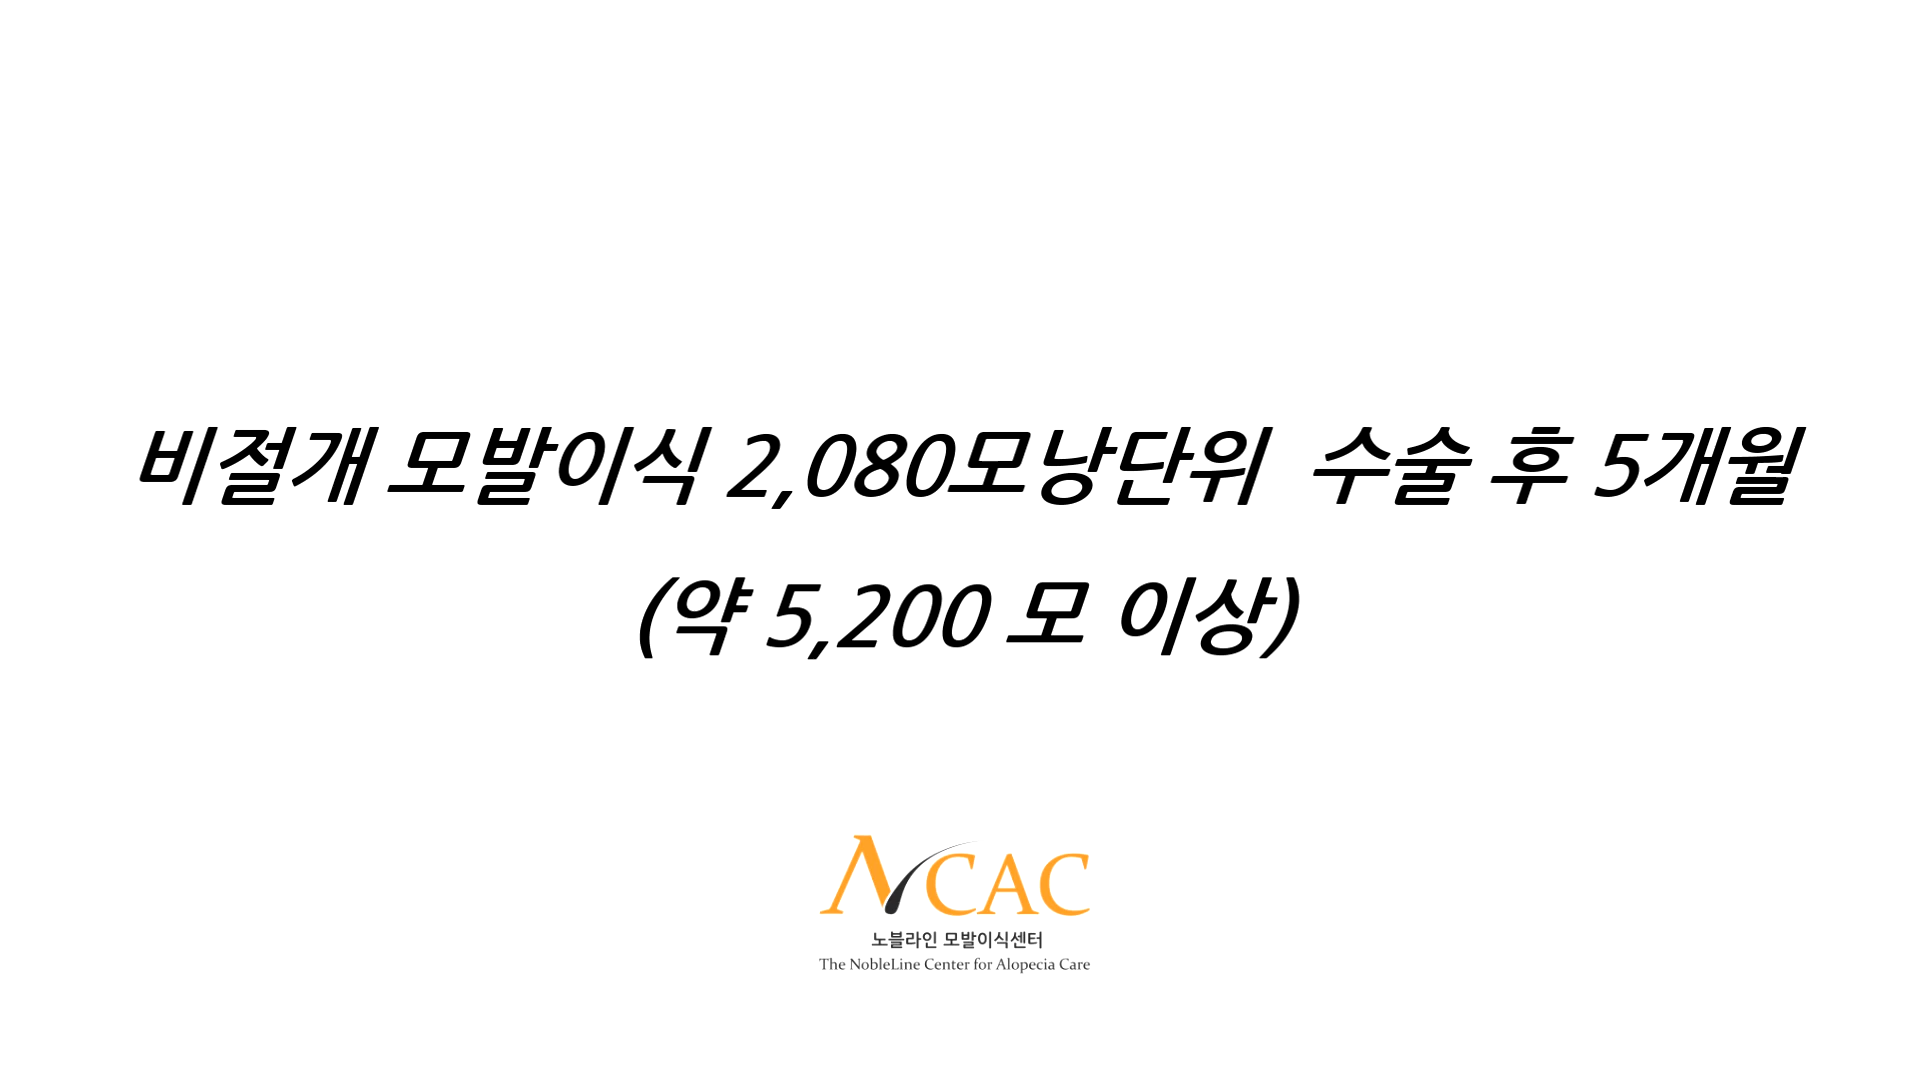 비절개 모발이식 2,080모낭단위  수술 후 5개월
(약 5,200 모 이상)
NCAC
노블라인 모발이식센터
The NobleLine Center for Alopecia Care